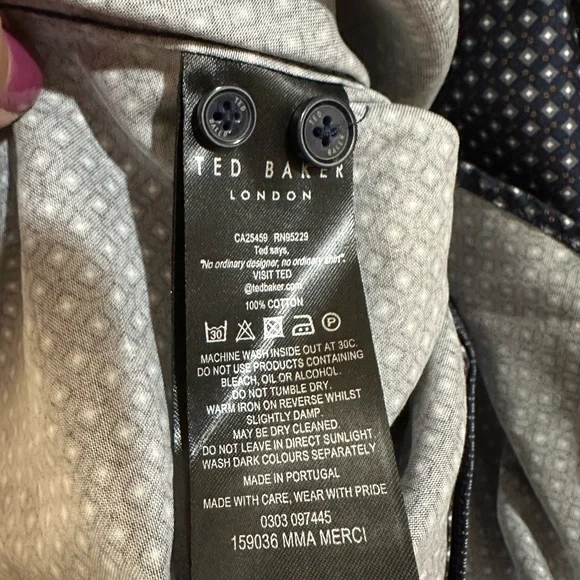 TED BAKER
LONDON
CA25459 RN95229
Ted says,
"No ordinary designer, no ordinary shirt".
VISIT TED
@tedbaker.com
100% COTTON
30 P
MACHINE WASH INSIDE OUT AT 30C.
DO NOT USE PRODUCTS CONTAINING
BLEACH, OIL OR ALCOHOL.
DO NOT TUMBLE DRY.
WARM IRON ON REVERSE WHILST
SLIGHTLY DAMP.
MAY BE DRY CLEANED.
DO NOT LEAVE IN DIRECT SUNLIGHT.
WASH DARK COLOURS SEPARATELY
MADE IN PORTUGAL
MADE WITH CARE, WEAR WITH PRIDE
0303 097445
159036 MMA MERCI